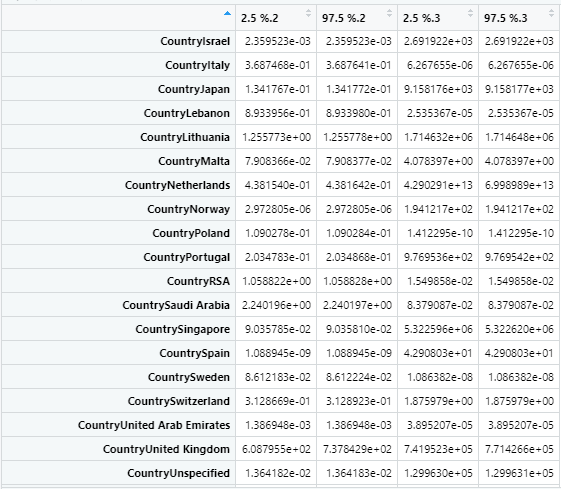 2.5 %.2 97.5 %.2 2.5 %.3 97.5 %.3
CountryIsrael 2.359523e-03 2.359523e-03 2.691922e+03 2.691922e+03
CountryItaly 3.687468e-01 3.687641e-01 6.267655e-06 6.267655e-06
CountryJapan 1.341767e-01 1.341772e-01 9.158176e+03 9.158177e+03
CountryLebanon 8.933956e-01 8.933980e-01 2.535367e-05 2.535367e-05
CountryLithuania 1.255773e+00 1.255778e+00 1.714632e+06 1.714648e+06
CountryMalta 7.908366e-02 7.908377e-02 4.078397e+00 4.078397e+00
CountryNetherlands 4.381540e-01 4.381642e-01 4.290291e+13 6.998989e+13
CountryNorway 2.972805e-06 2.972805e-06 1.941217e+02 1.941217e+02
CountryPoland 1.090278e-01 1.090284e-01 1.412295e-10 1.412295e-10
CountryPortugal 2.034783e-01 2.034868e-01 9.769536e+02 9.769542e+02
CountryRSA 1.058822e+00 1.058828e+00 1.549858e-02 1.549858e-02
CountrySaudi Arabia 2.240196e+00 2.240197e+00 8.379087e-02 8.379087e-02
CountrySingapore 9.035785e-02 9.035810e-02 5.322596e+06 5.322620e+06
CountrySpain 1.088945e-09 1.088945e-09 4.290803e+01 4.290803e+01
CountrySweden 8.612183e-02 8.612224e-02 1.086382e-08 1.086382e-08
CountrySwitzerland 3.128669e-01 3.128923e-01 1.875979e+00 1.875979e+00
CountryUnited Arab Emirates 1.386948e-03 1.386948e-03 3.895207e-05 3.895207e-05
CountryUnited Kingdom 6.087955e+02 7.378429e+02 7.419523e+05 7.714266e+05
CountryUnspecified 1.364182e-02 1.364183e-02 1.299630e+05 1.299631e+05